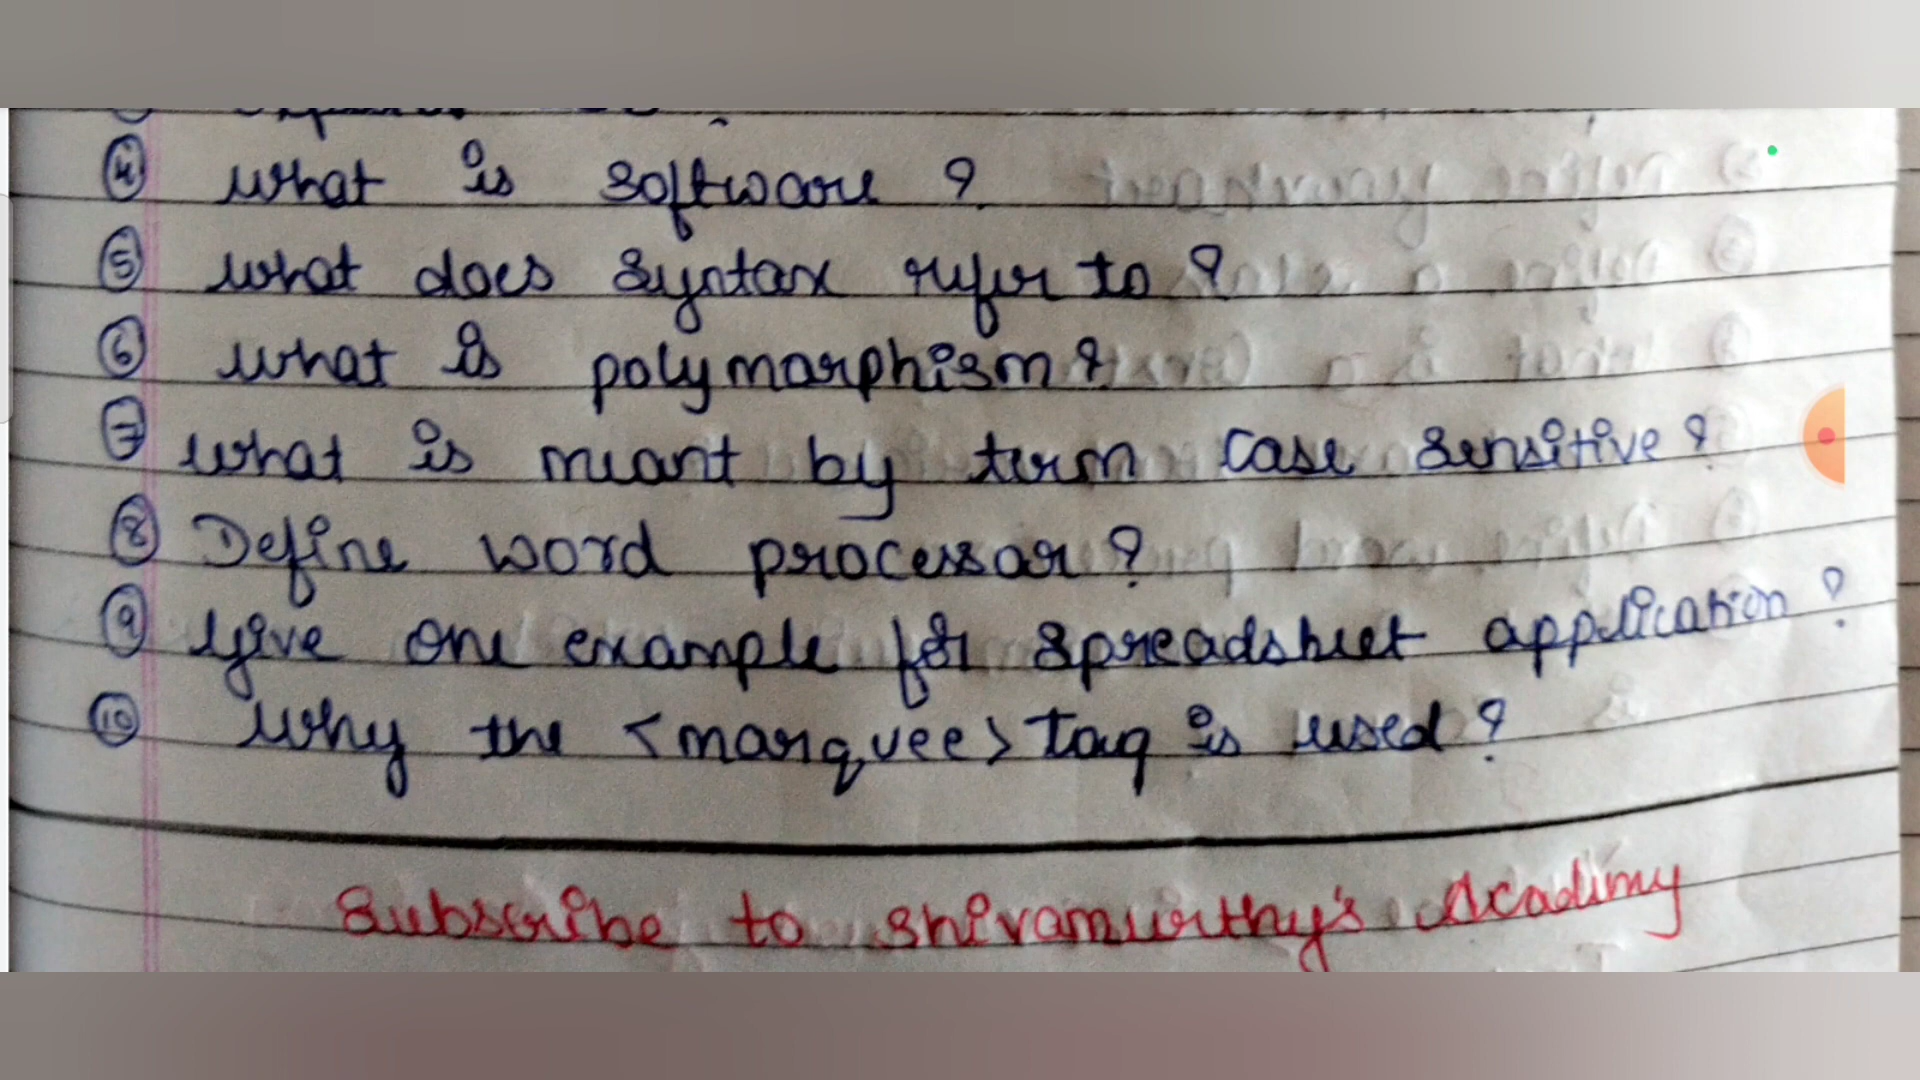 ④ what is software ?
⑤ what does syntax refer to ?
⑥ what is polymorphism ?
⑦ what is meant by term case sensitive ?
⑧ Define word processor ?
⑨ Give one example for spreadsheet application ?
⑩ Why the <marquee> tag is used ?
Subscribe to shivamurthy's Academy